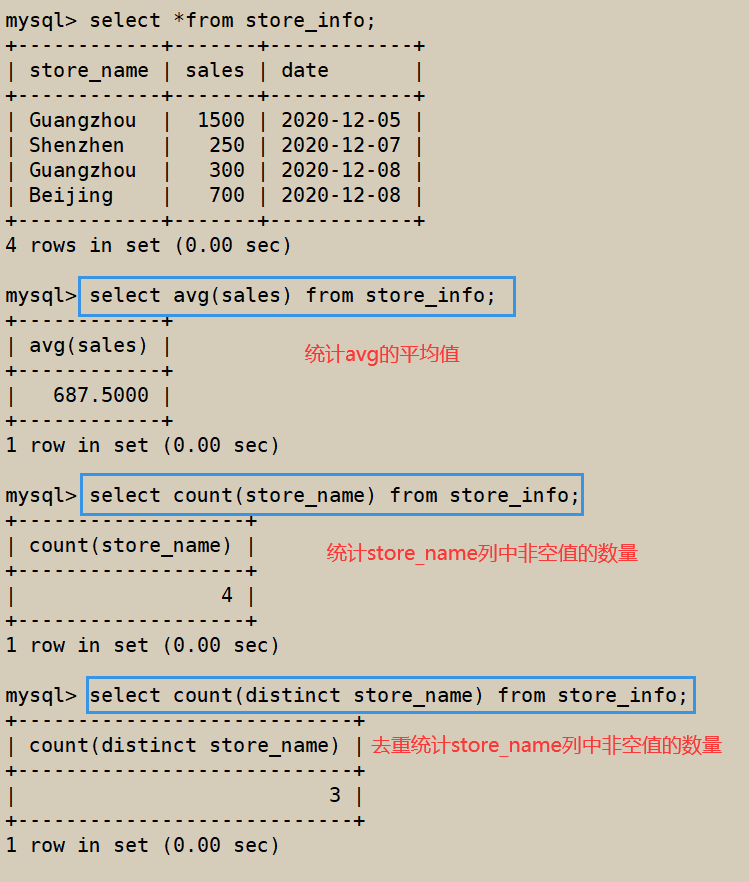 mysql> select *from store_info;
+------------+-------+------------+
| store_name | sales | date       |
+------------+-------+------------+
| Guangzhou  |  1500 | 2020-12-05 |
| Shenzhen   |   250 | 2020-12-07 |
| Guangzhou  |   300 | 2020-12-08 |
| Beijing    |   700 | 2020-12-08 |
+------------+-------+------------+
4 rows in set (0.00 sec)
mysql> select avg(sales) from store_info;
+------------+
| avg(sales) |
统计avg的平均值
+------------+
|   687.5000 |
+------------+
1 row in set (0.00 sec)
mysql> select count(store_name) from store_info;
+-------------------+
| count(store_name) |
统计store_name列中非空值的数量
+-------------------+
|                 4 |
+-------------------+
1 row in set (0.00 sec)
mysql> select count(distinct store_name) from store_info;
+----------------------------+
| count(distinct store_name) | 去重统计store_name列中非空值的数量
+----------------------------+
|                          3 |
+----------------------------+
1 row in set (0.00 sec)